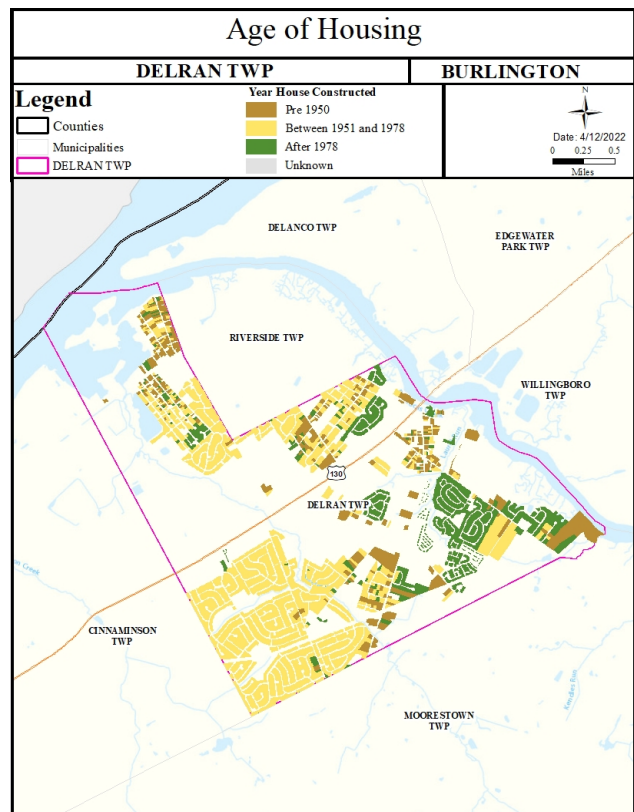 Age of Housing
DELRAN TWP
BURLINGTON
Legend
Counties
Municipalities
DELRAN TWP
Year House Constructed
Pre 1950
Between 1951 and 1978
After 1978
Unknown
N
Date: 4/12/2022
0 0.25 0.5
Miles
DELANCO TWP
EDGEWATER
PARK TWP
RIVERSIDE TWP
WILLINGBORO
TWP
130
DELRAN TWP
Creek
CINNAMINSON
TWP
MOORESTOWN
TWP
Run